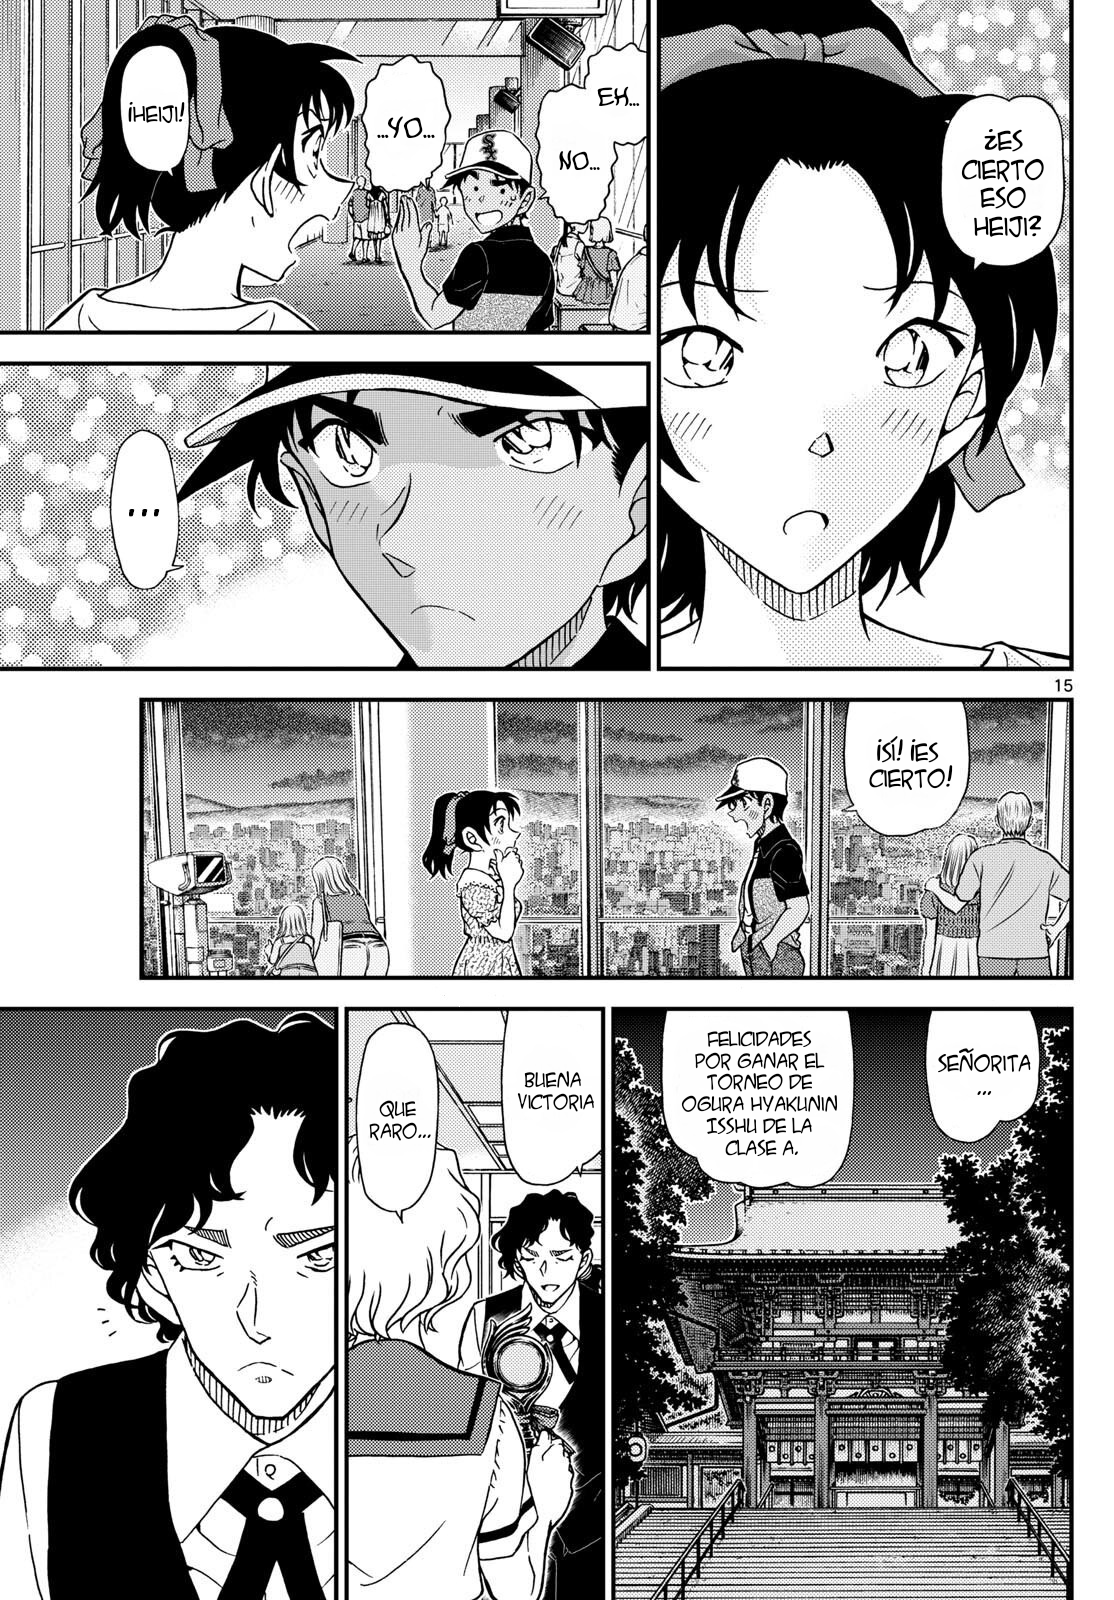 ¿ES
CIERTO
ESO
HEIJI?
EH...
NO...
...YO...
¡HEIJI!
...
15
¡SÍ! ¡ES
CIERTO!
SEÑORITA
...
FELICIDADES
POR GANAR EL
TORNEO DE
OGURA HYAKUNIN
ISSHU DE LA
CLASE A.
BUENA
VICTORIA
QUE
RARO...